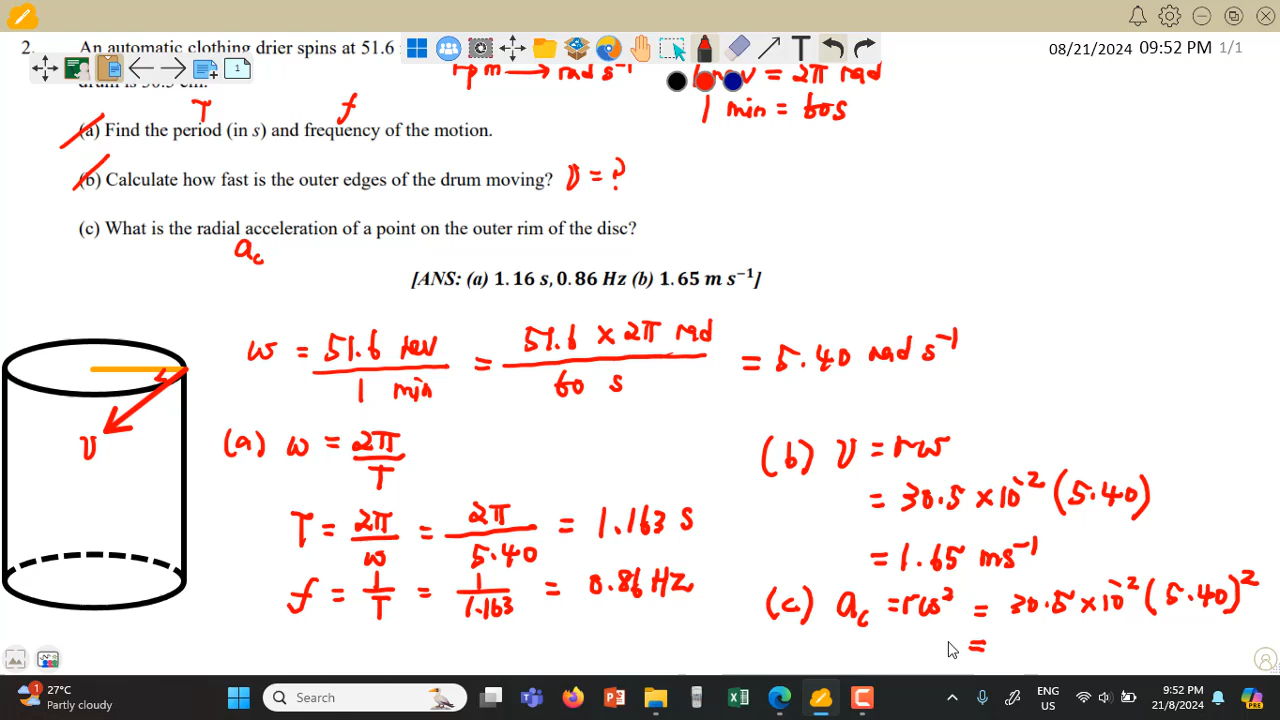 08/21/2024 09:52 PM 1/1
2. An automatic clothing drier spins at 51.6
rpm → rad s⁻¹
= 2π rad
1 min = 60s
T f
(a) Find the period (in s) and frequency of the motion.
(b) Calculate how fast is the outer edges of the drum moving? v = ?
(c) What is the radial acceleration of a point on the outer rim of the disc?
a_c
[ANS: (a) 1.16 s, 0.86 Hz (b) 1.65 m s⁻¹]
ω = 51.6 rev / 1 min = 51.6 × 2π rad / 60 s = 5.40 rad s⁻¹
v
(a) ω = 2π / T
T = 2π / ω = 2π / 5.40 = 1.163 s
f = 1 / T = 1 / 1.163 = 0.86 Hz
(b) v = rω
= 30.5 × 10⁻² (5.40)
= 1.65 ms⁻¹
(c) a_c = rω² = 30.5 × 10⁻² (5.40)²
=
27°C
Partly cloudy
1
Search
ENG
US
9:52 PM
21/8/2024